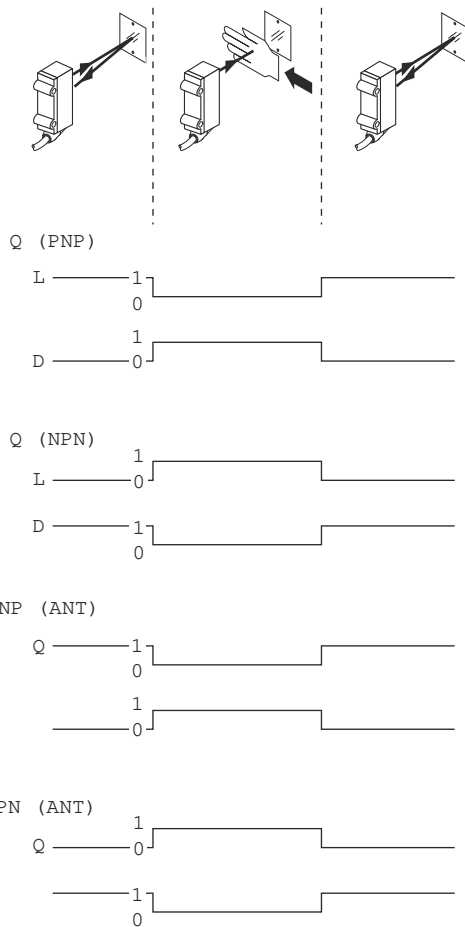 Q (PNP)
L 1
0
1
D 0
Q (NPN)
1
L 0
D 1
0
NP (ANT)
Q 1
0
1
0
PN (ANT)
1
Q 0
1
0